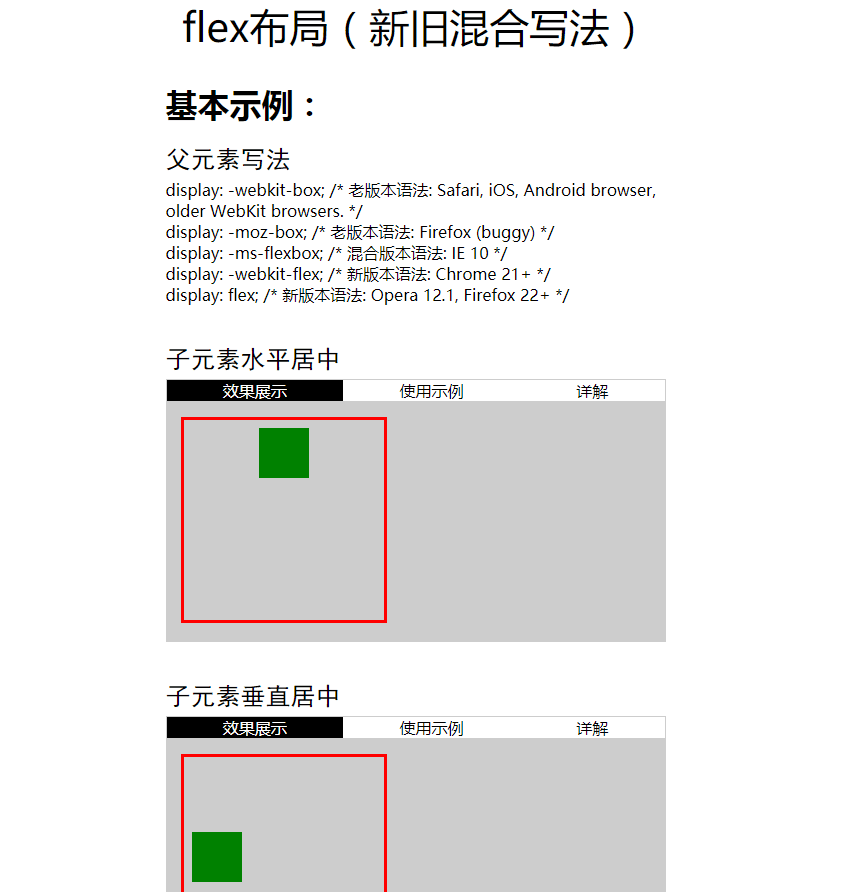 flex布局（新旧混合写法）
基本示例：
父元素写法
display: -webkit-box; /* 老版本语法: Safari, iOS, Android browser,
older WebKit browsers. */
display: -moz-box; /* 老版本语法: Firefox (buggy) */
display: -ms-flexbox; /* 混合版本语法: IE 10 */
display: -webkit-flex; /* 新版本语法: Chrome 21+ */
display: flex; /* 新版本语法: Opera 12.1, Firefox 22+ */
子元素水平居中
效果展示 使用示例 详解
子元素垂直居中
效果展示 使用示例 详解